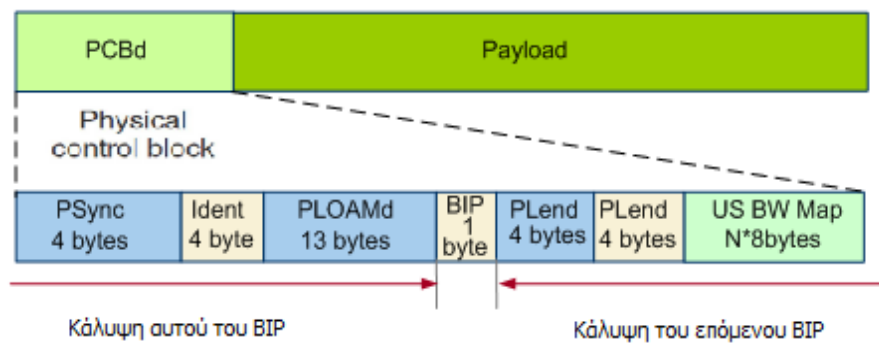 PCBd
Payload
Physical
control block
PSync
4 bytes
Ident
4 byte
PLOAMd
13 bytes
BIP
1
byte
PLend
4 bytes
PLend
4 bytes
US BW Map
N*8bytes
Κάλυψη αυτού του BIP
Κάλυψη του επόμενου BIP